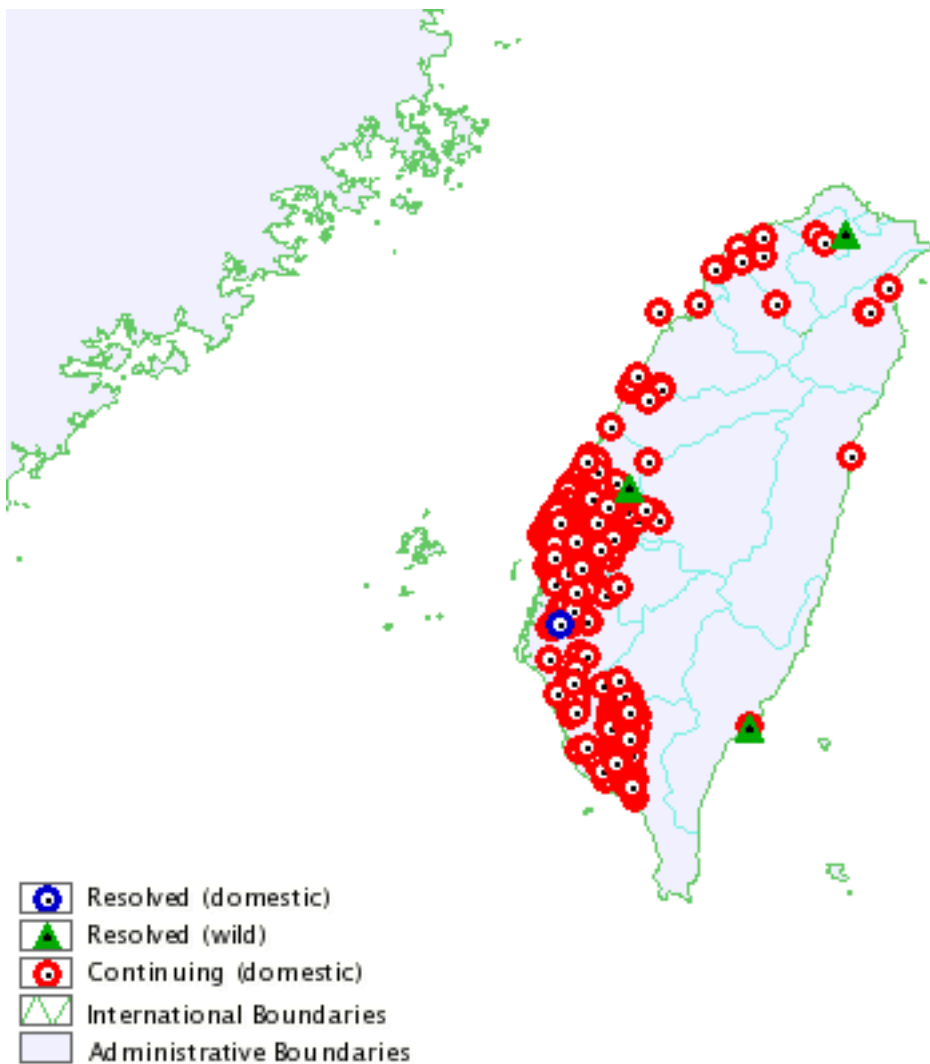 Resolved (domestic)
Resolved (wild)
Continuing (domestic)
International Boundaries
Administrative Boundaries